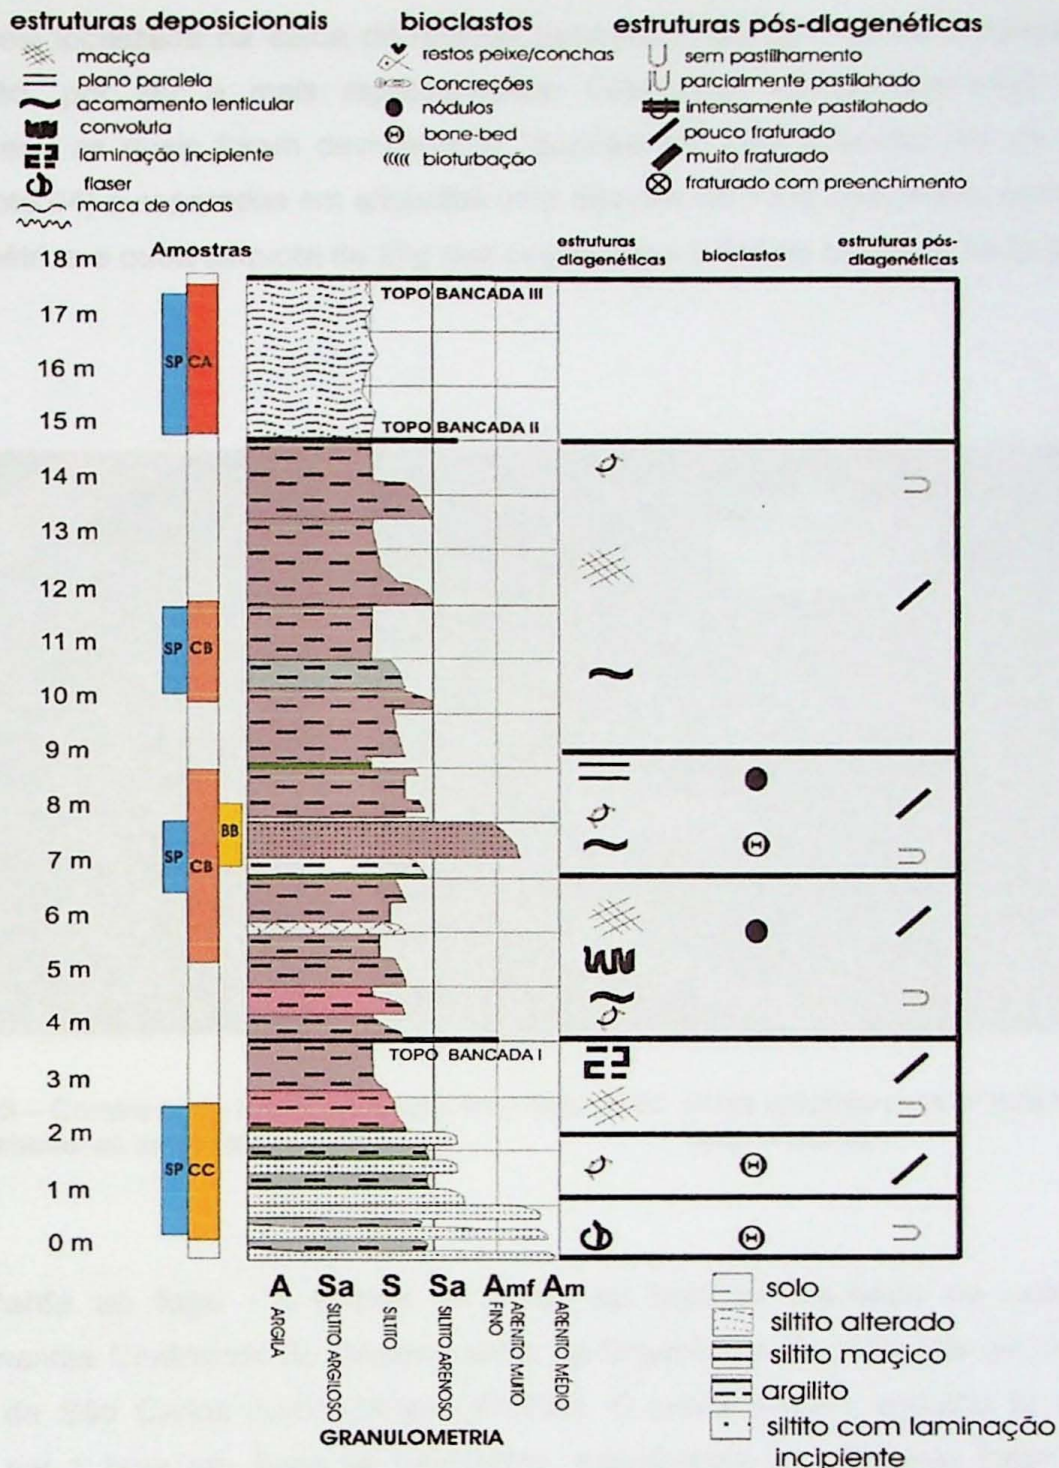 estruturas deposicionais
maciça
plano paralela
acamamento lenticular
convoluta
laminação incipiente
flaser
marca de ondas
bioclastos
restos peixe/conchas
Concreções
nódulos
bone-bed
bioturbação
estruturas pós-diagenéticas
sem pastilhamento
parcialmente pastilahado
intensamente pastilahado
pouco fraturado
muito fraturado
fraturado com preenchimento
Amostras
estruturas
diagenéticas
bioclastos
estruturas pós-
diagenéticas
18 m
17 m
16 m
15 m
14 m
13 m
12 m
11 m
10 m
9 m
8 m
7 m
6 m
5 m
4 m
3 m
2 m
1 m
0 m
SP CA
SP CB
SP CB BB
SP CC
TOPO BANCADA III
TOPO BANCADA II
TOPO BANCADA I
A Sa S Sa Amf Am
ARGILA
SILTITO ARGILOSO
SILTITO
SILTITO ARENOSO
ARENITO MUITO
FINO
ARENITO MÉDIO
GRANULOMETRIA
solo
siltito alterado
siltito maçico
argilito
siltito com laminação
incipiente